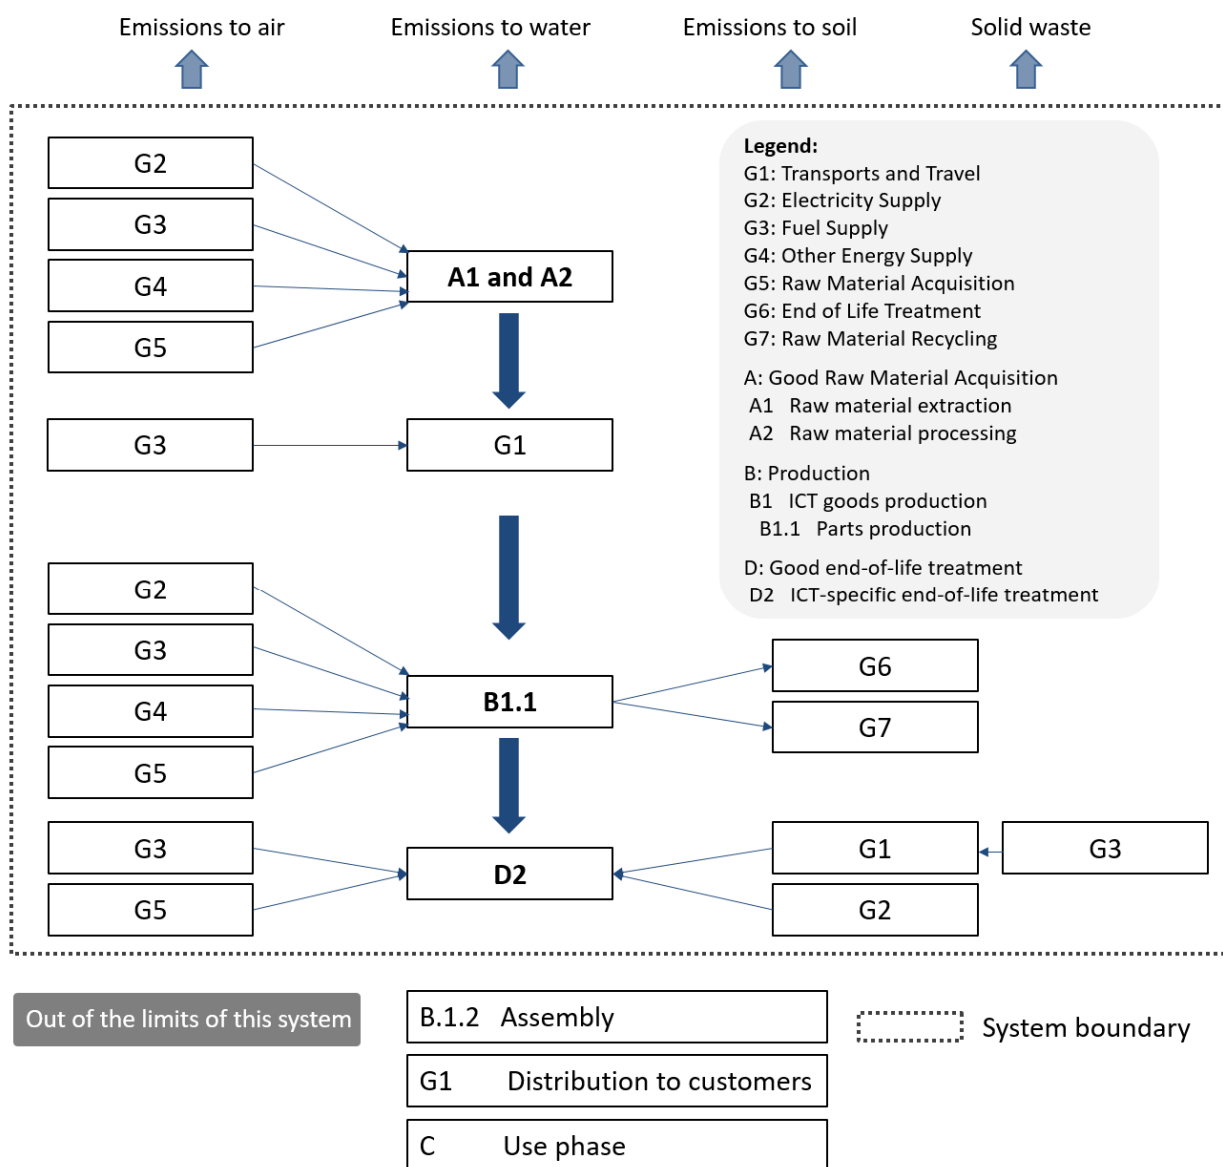 Emissions to air
Emissions to water
Emissions to soil
Solid waste
G2
G3
G4
G5
A1 and A2
G3
G1
Legend:
G1: Transports and Travel
G2: Electricity Supply
G3: Fuel Supply
G4: Other Energy Supply
G5: Raw Material Acquisition
G6: End of Life Treatment
G7: Raw Material Recycling
A: Good Raw Material Acquisition
A1 Raw material extraction
A2 Raw material processing
B: Production
B1 ICT goods production
B1.1 Parts production
D: Good end-of-life treatment
D2 ICT-specific end-of-life treatment
G2
G3
G4
G5
B1.1
G6
G7
G3
G5
D2
G1
G3
G2
Out of the limits of this system
B.1.2 Assembly
G1 Distribution to customers
C Use phase
System boundary